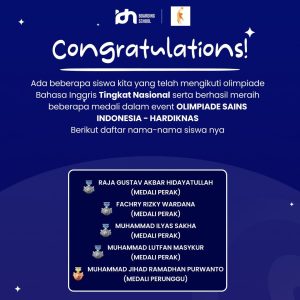 idn
BOARDING
SCHOOL
Congratulations!
Ada beberapa siswa kita yang telah mengikuti olimpiade
Bahasa Inggris Tingkat Nasional serta berhasil meraih
beberapa medali dalam event OLIMPIADE SAINS
INDONESIA - HARDIKNAS
Berikut daftar nama-nama siswa nya
RAJA GUSTAV AKBAR HIDAYATULLAH
(MEDALI PERAK)
FACHRY RIZKY WARDANA
(MEDALI PERAK)
MUHAMMAD ILYAS SAKHA
(MEDALI PERAK)
MUHAMMAD LUTFAN MASYKUR
(MEDALI PERAK)
MUHAMMAD JIHAD RAMADHAN PURWANTO
(MEDALI PERUNGGU)